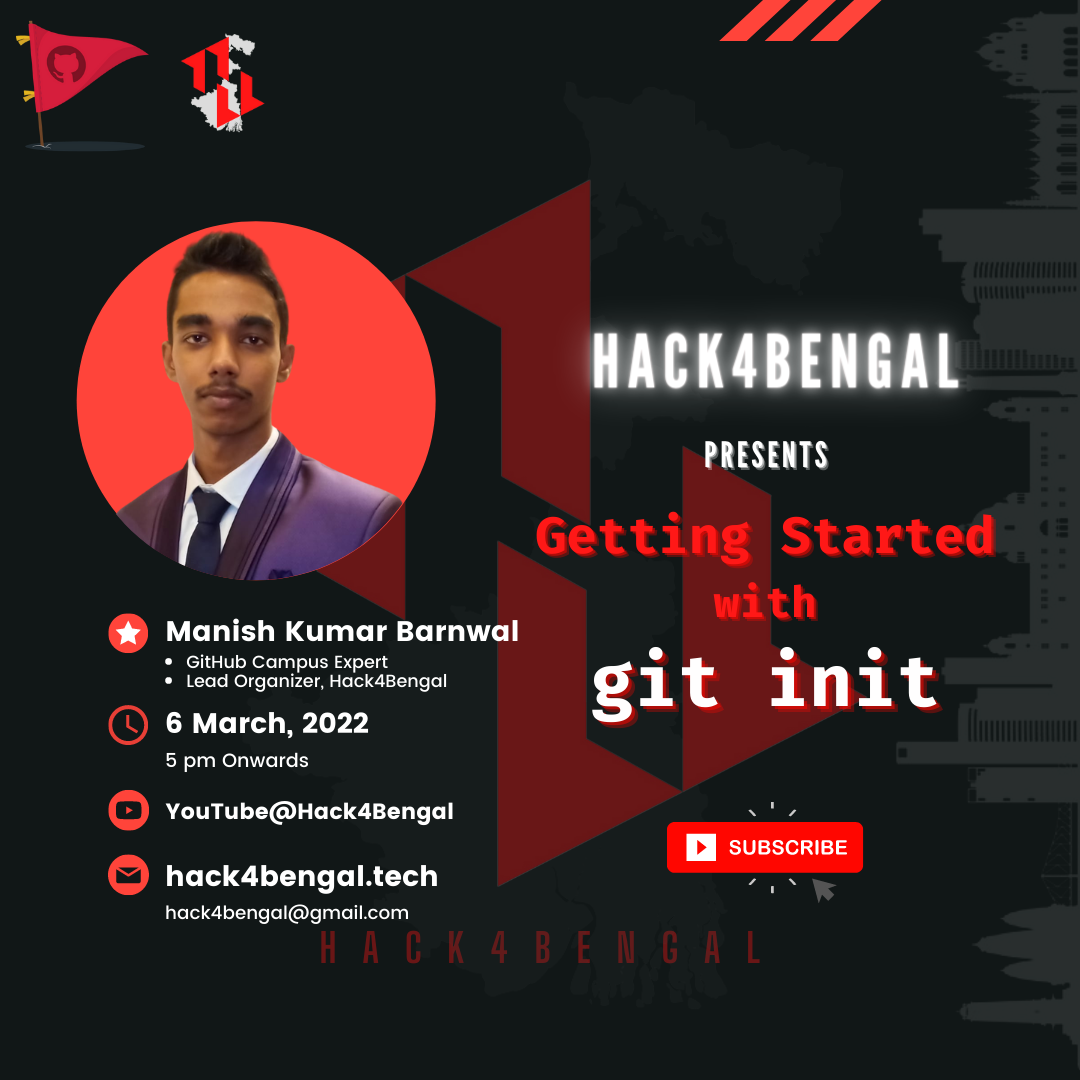 HACK4BENGAL
PRESENTS
Getting Started
with
git init
Manish Kumar Barnwal
GitHub Campus Expert
Lead Organizer, Hack4Bengal
6 March, 2022
5 pm Onwards
YouTube@Hack4Bengal
hack4bengal.tech
hack4bengal@gmail.com
SUBSCRIBE
HACK4BENGAL